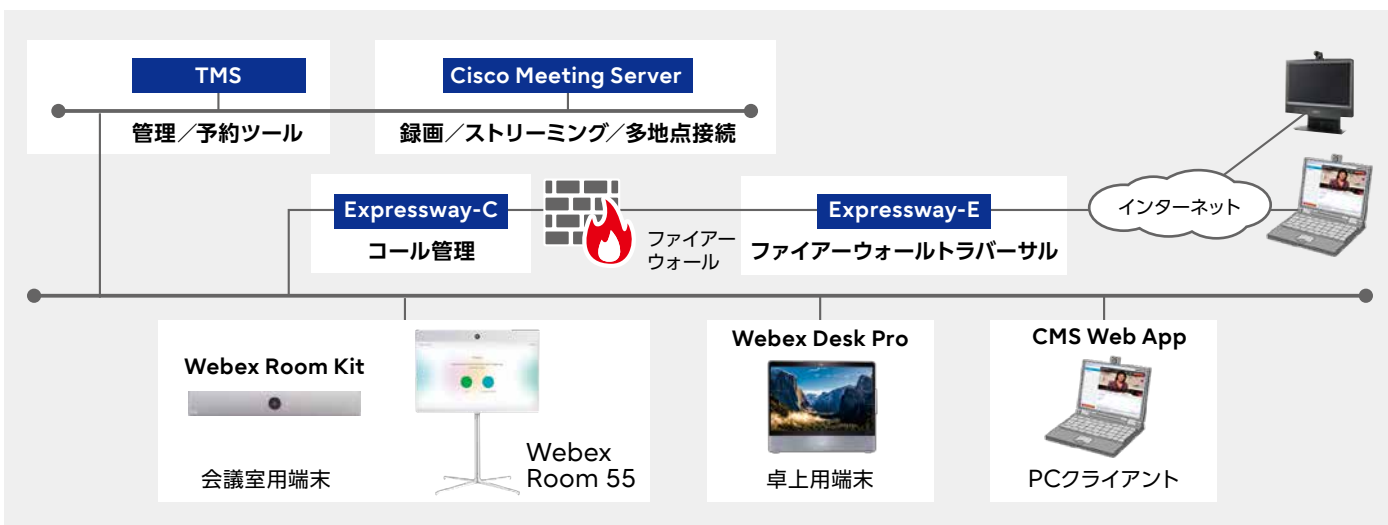 TMS
管理／予約ツール
Cisco Meeting Server
録画／ストリーミング／多地点接続
Expressway-C
コール管理
ファイアー
ウォール
Expressway-E
ファイアーウォールトラバーサル
インターネット
Webex Room Kit
会議室用端末
Webex
Room 55
Webex Desk Pro
卓上用端末
CMS Web App
PCクライアント